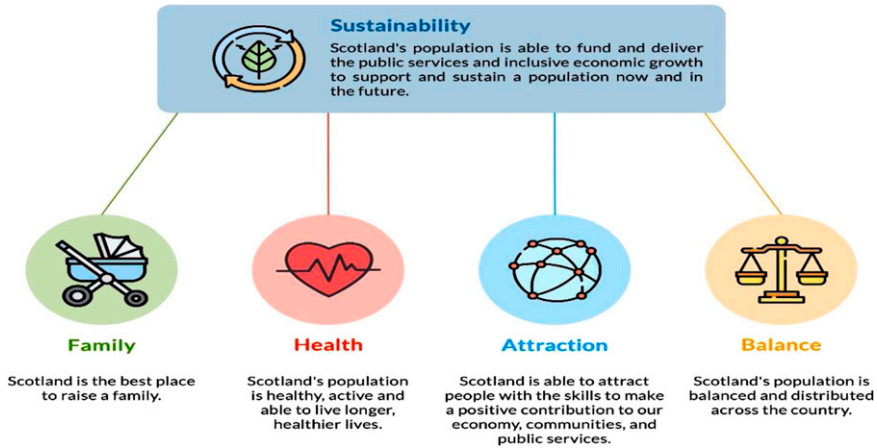 Sustainability
Scotland's population is able to fund and deliver
the public services and inclusive economic growth
to support and sustain a population now and in
the future.
Family
Scotland is the best place
to raise a family.
Health
Scotland's population
is healthy, active and
able to live longer,
healthier lives.
Attraction
Scotland is able to attract
people with the skills to make
a positive contribution to our
economy, communities, and
public services.
Balance
Scotland's population is
balanced and distributed
across the country.